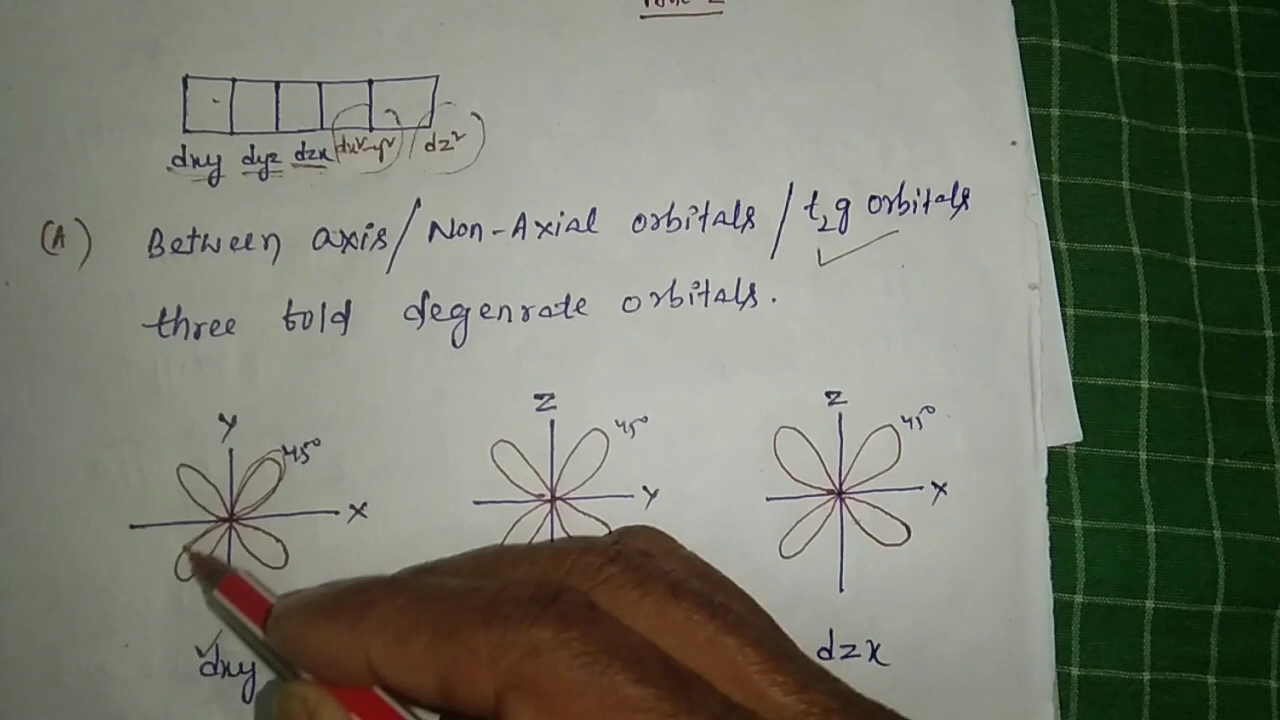 dxy dyz dzx dx²-y² dz²
(A) Between axis/Non-Axial orbitals/t₂g orbitals
three fold degenrate orbitals.
Y 45° X
Z 45° Y
Z 45° X
dxy
dzx